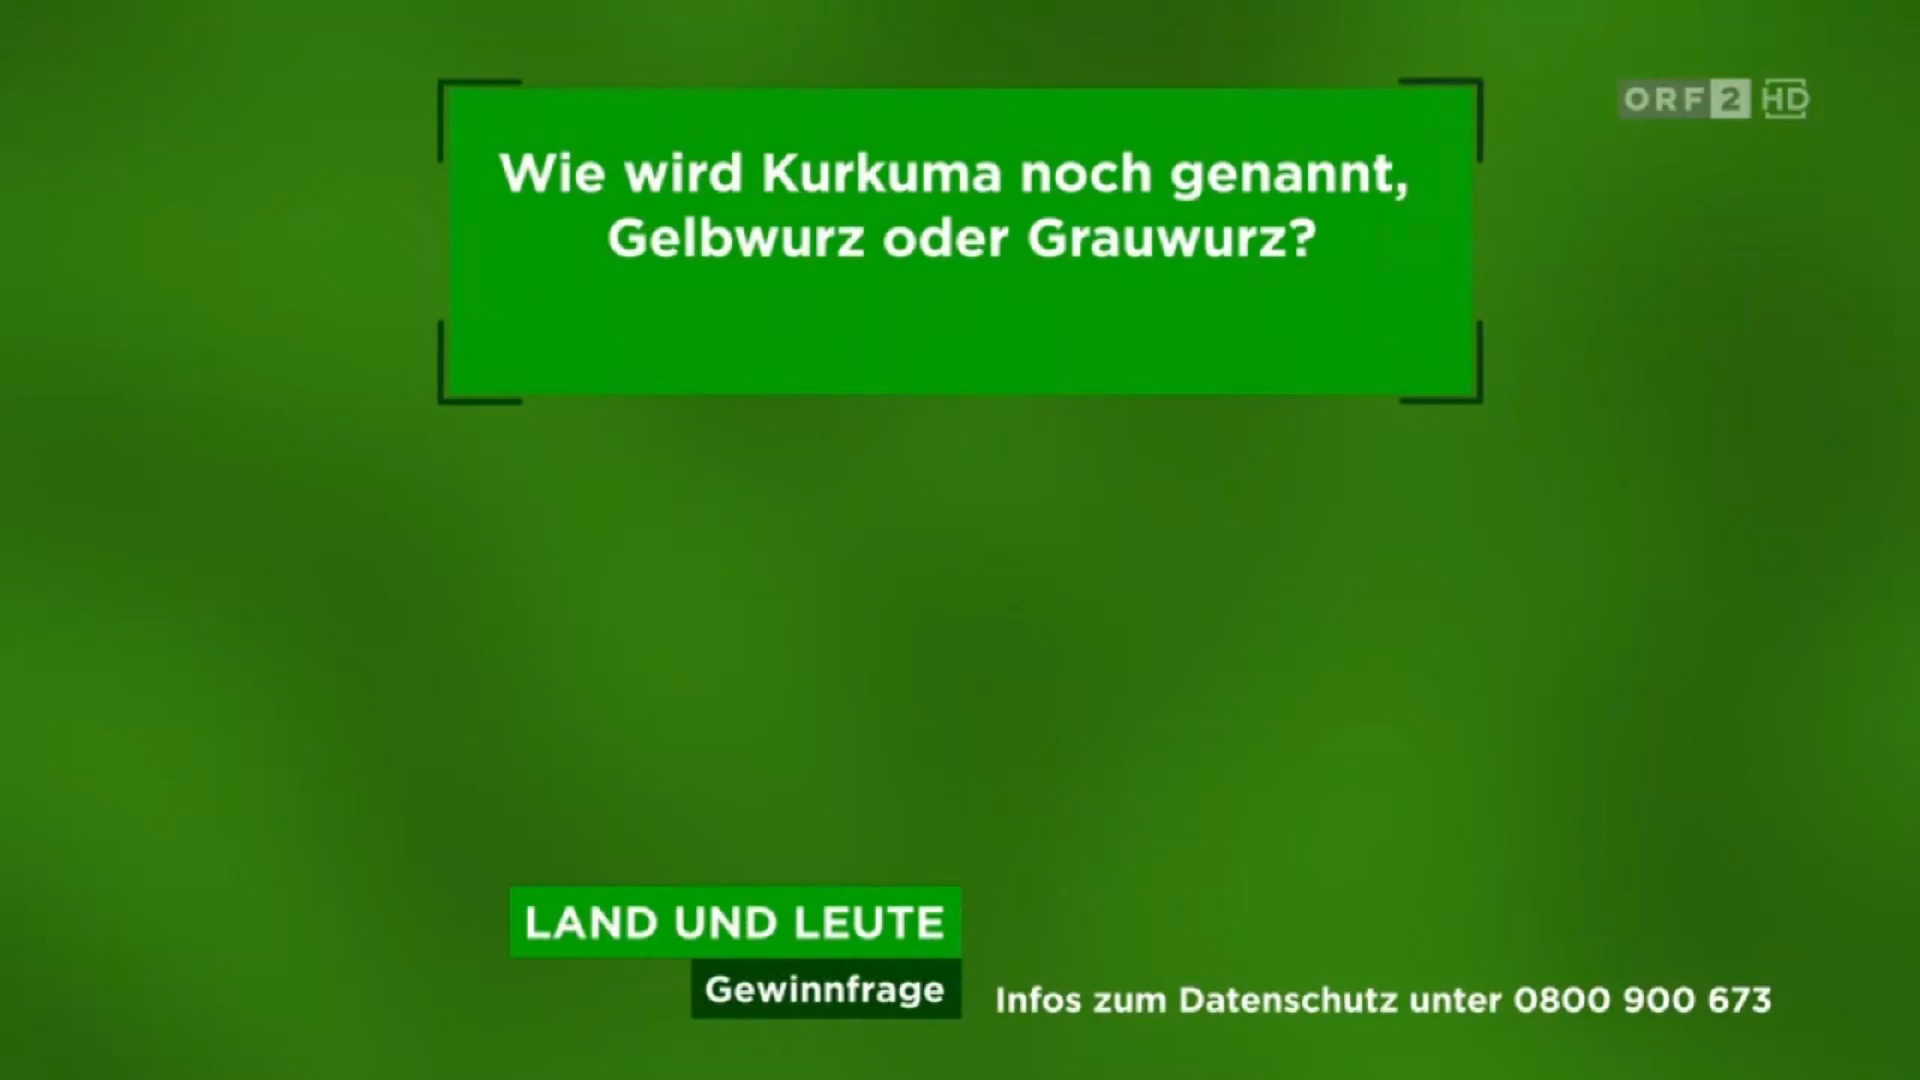 ORF 2 HD
Wie wird Kurkuma noch genannt,
Gelbwurz oder Grauwurz?
LAND UND LEUTE
Gewinnfrage
Infos zum Datenschutz unter 0800 900 673